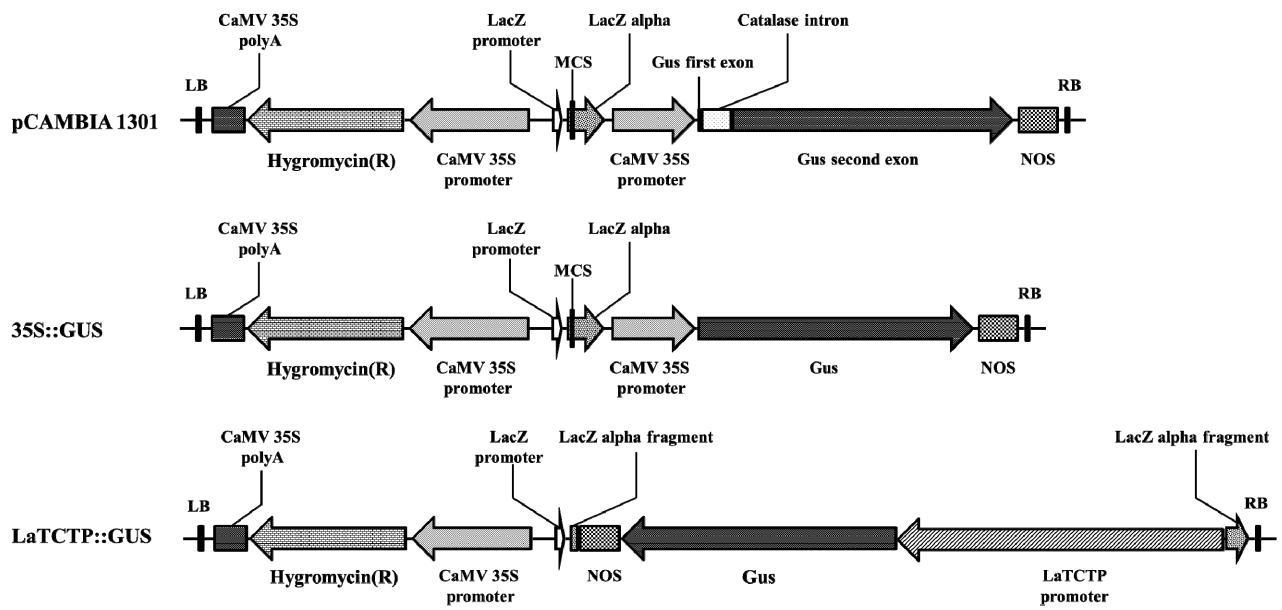 CaMV 35S
polyA
LacZ
promoter
LacZ alpha
Catalase intron
MCS
Gus first exon
LB
RB
pCAMBIA 1301
Hygromycin(R)
CaMV 35S
promoter
CaMV 35S
promoter
Gus second exon
NOS
CaMV 35S
polyA
LacZ
promoter
LacZ alpha
MCS
LB
RB
35S::GUS
Hygromycin(R)
CaMV 35S
promoter
CaMV 35S
promoter
Gus
NOS
CaMV 35S
polyA
LacZ
promoter
LacZ alpha fragment
LacZ alpha fragment
LB
RB
LaTCTP::GUS
Hygromycin(R)
CaMV 35S
promoter
NOS
Gus
LaTCTP
promoter